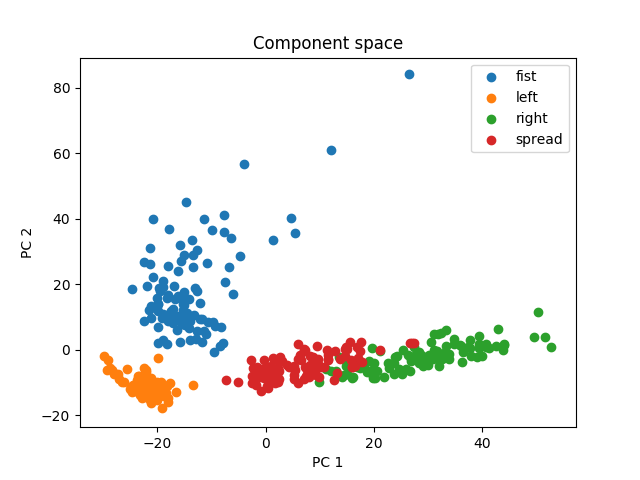 Component space
fist
left
right
spread
80
60
40
20
0
−20
PC 2
−20
0
20
40
PC 1